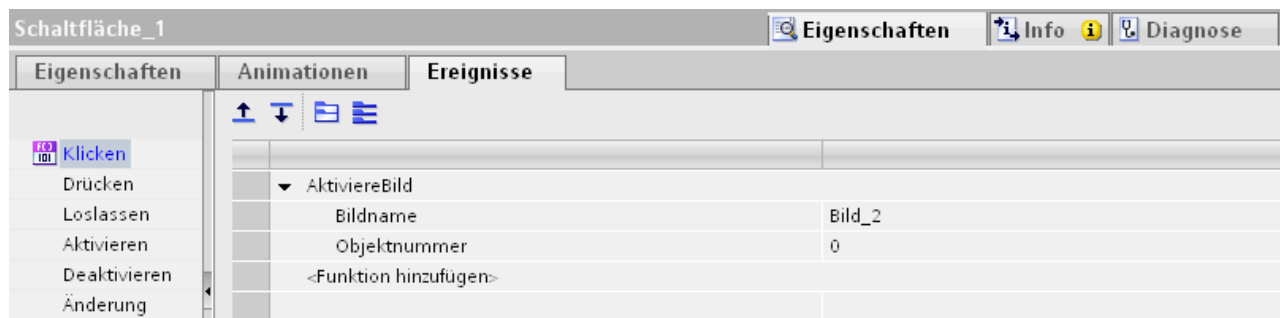 Schaltfläche_1 Eigenschaften Info Diagnose
Eigenschaften Animationen Ereignisse
Klicken
Drücken AktiviereBild
Loslassen Bildname Bild_2
Aktivieren Objektnummer 0
Deaktivieren <Funktion hinzufügen>
Änderung